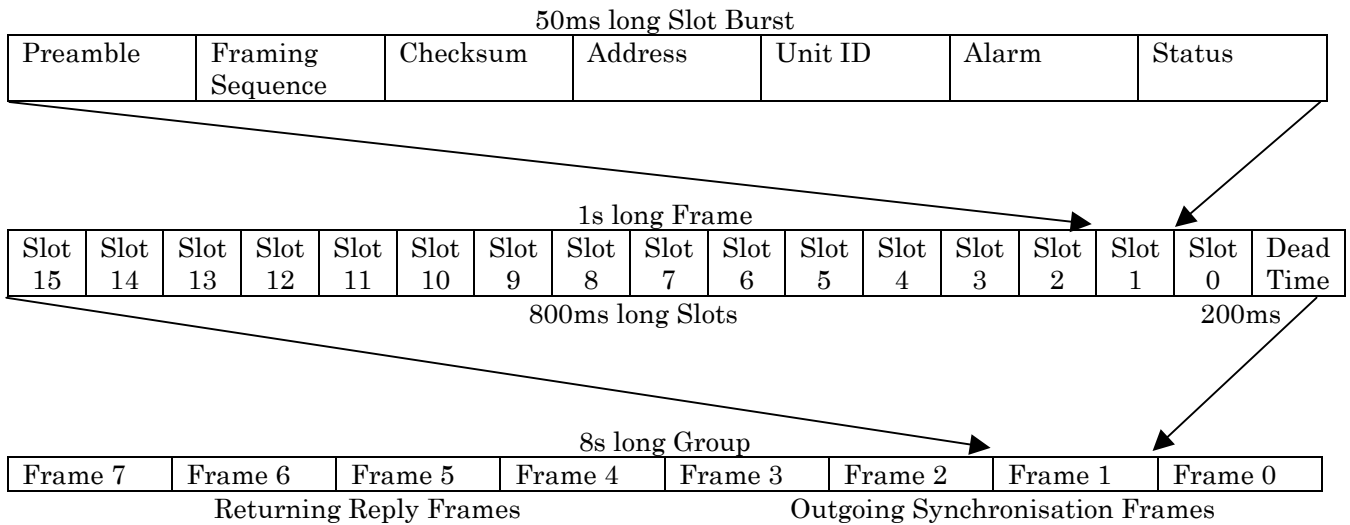 50ms long Slot Burst
Preamble Framing Sequence Checksum Address Unit ID Alarm Status
1s long Frame
Slot 15 Slot 14 Slot 13 Slot 12 Slot 11 Slot 10 Slot 9 Slot 8 Slot 7 Slot 6 Slot 5 Slot 4 Slot 3 Slot 2 Slot 1 Slot 0 Dead Time
800ms long Slots 200ms
8s long Group
Frame 7 Frame 6 Frame 5 Frame 4 Frame 3 Frame 2 Frame 1 Frame 0
Returning Reply Frames Outgoing Synchronisation Frames